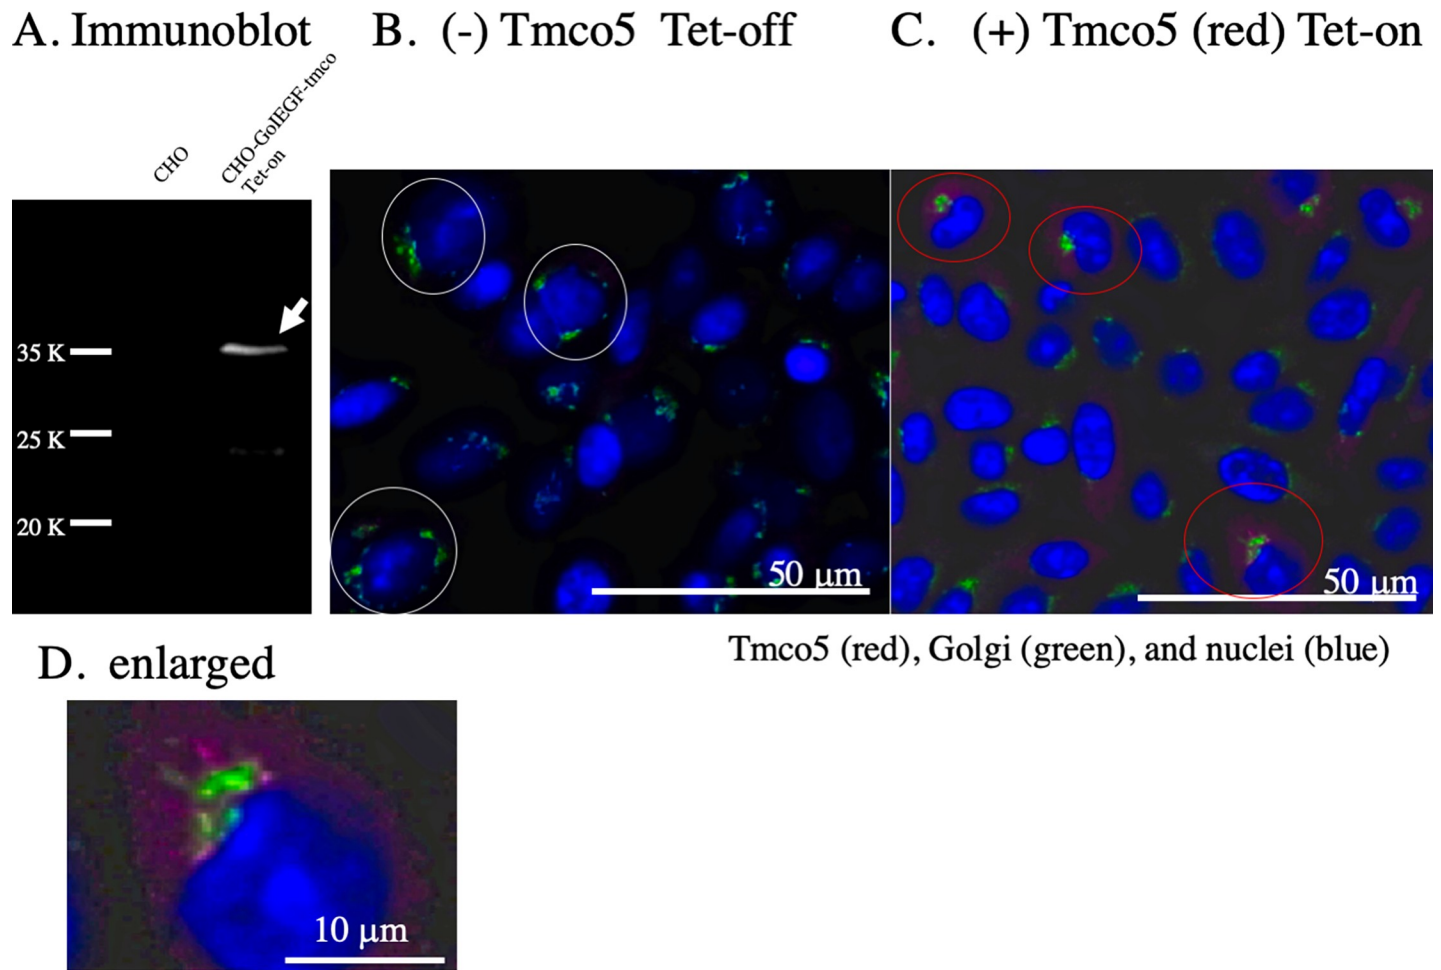 A. Immunoblot
B. (-) Tmco5 Tet-off
C. (+) Tmco5 (red) Tet-on
CHO
CHO-GolEGF-tmco
Tet-on
35 K
25 K
20 K
50 µm
50 µm
Tmco5 (red), Golgi (green), and nuclei (blue)
D. enlarged
10 µm